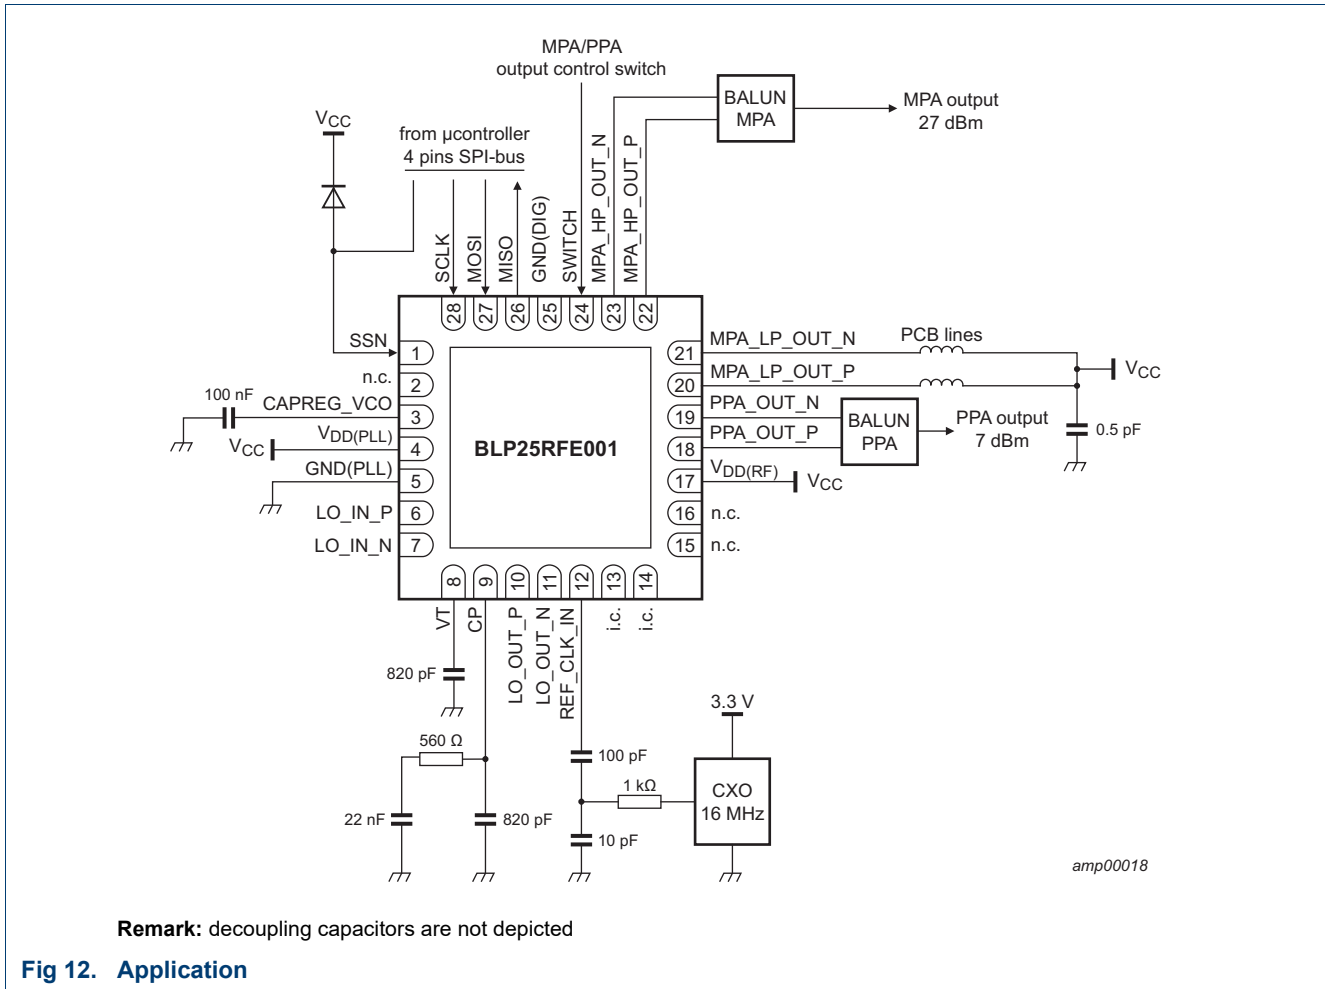 MPA/PPA
output control switch
BALUN
MPA
MPA output
27 dBm
VCC
from µcontroller
4 pins SPI-bus
SCLK
MOSI
MISO
GND(DIG)
SWITCH
MPA_HP_OUT_N
MPA_HP_OUT_P
28
27
26
25
24
23
22
SSN
1
n.c.
2
100 nF
CAPREG_VCO
3
VCC
VDD(PLL)
4
GND(PLL)
5
LO_IN_P
6
LO_IN_N
7
BLP25RFE001
21
MPA_LP_OUT_N
PCB lines
20
MPA_LP_OUT_P
VCC
19
PPA_OUT_N
18
PPA_OUT_P
BALUN
PPA
PPA output
7 dBm
0.5 pF
17
VDD(RF)
VCC
16
n.c.
15
n.c.
8
9
10
11
12
13
14
VT
CP
LO_OUT_P
LO_OUT_N
REF_CLK_IN
i.c.
i.c.
820 pF
560 Ω
22 nF
820 pF
100 pF
1 kΩ
10 pF
3.3 V
CXO
16 MHz
amp00018
Remark: decoupling capacitors are not depicted
Fig 12. Application